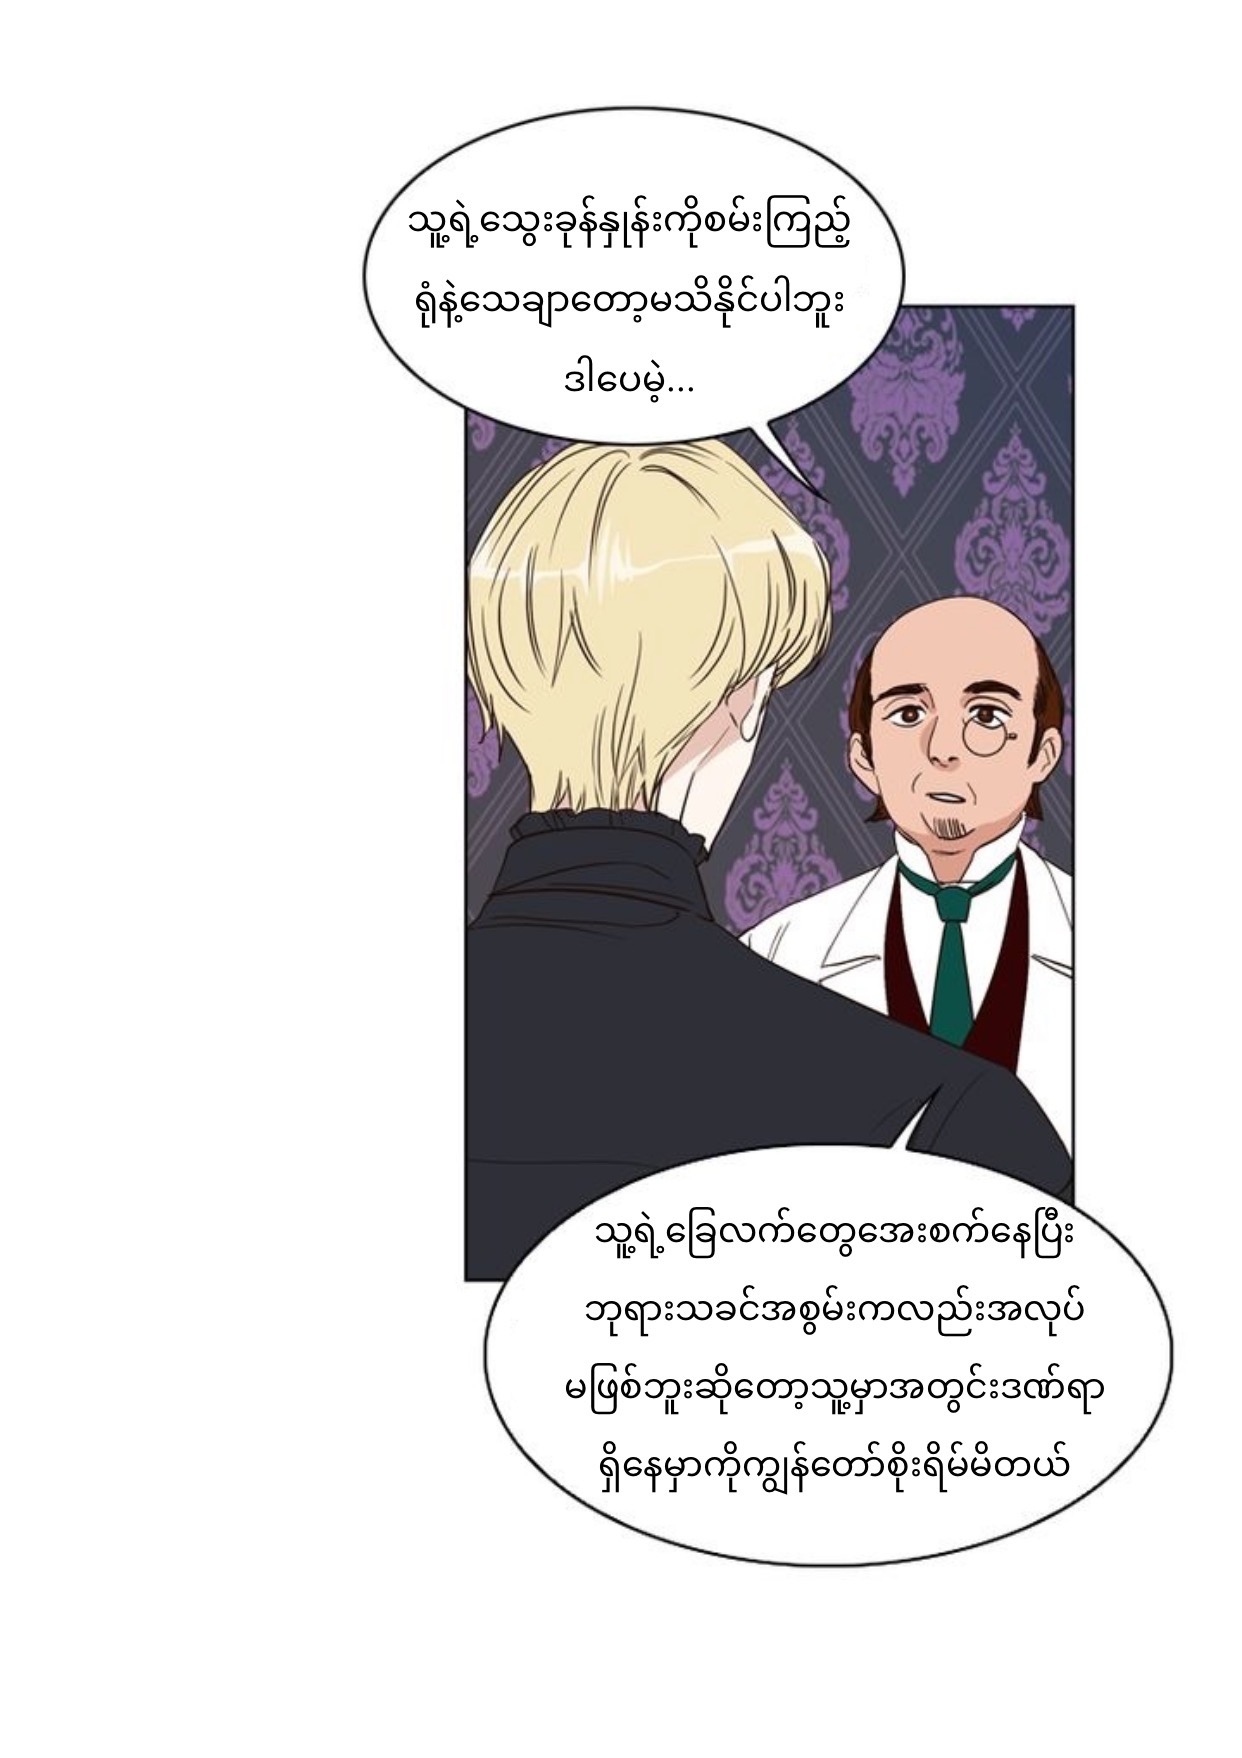 သူ့ရဲ့သွေးခုန်နှုန်းကိုစမ်းကြည့်
ရုံနဲ့သေချာတော့မသိနိုင်ပါဘူး
ဒါပေမဲ့...
သူ့ရဲ့ခြေလက်တွေအေးစက်နေပြီး
ဘုရားသခင်အစွမ်းကလည်းအလုပ်
မဖြစ်ဘူးဆိုတော့သူ့မှာအတွင်းဒဏ်ရာ
ရှိနေမှာကိုကျွန်တော်စိုးရိမ်မိတယ်